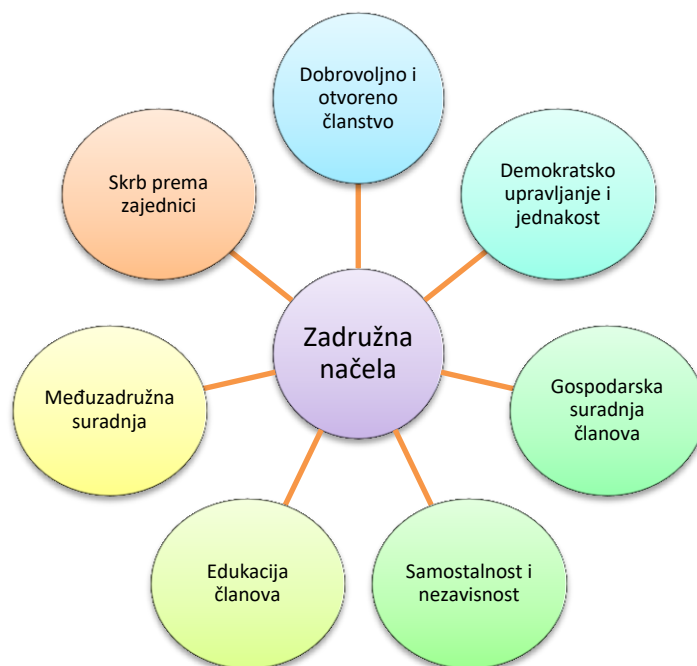 Dobrovoljno i
otvoreno
članstvo
Demokratsko
upravljanje i
jednakost
Gospodarska
suradnja
članova
Samostalnost i
nezavisnost
Edukacija
članova
Međuzadružna
suradnja
Skrb prema
zajednici
Zadružna
načela